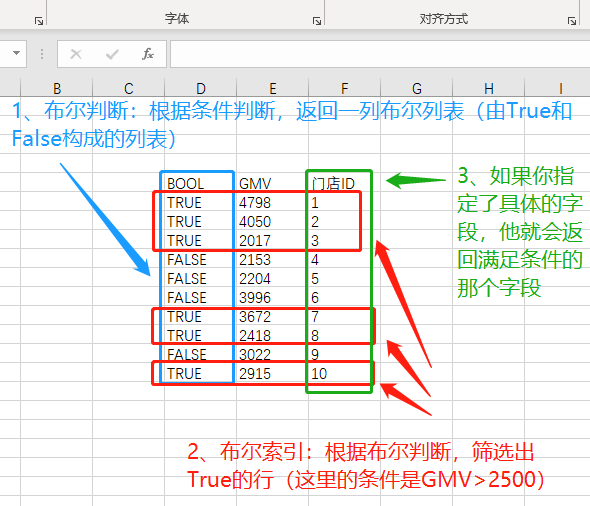 字体
对齐方式
fx
B C D E F G H I
1、布尔判断：根据条件判断，返回一列布尔列表（由True和
False构成的列表）
BOOL GMV 门店ID
TRUE 4798 1
TRUE 4050 2
TRUE 2017 3
FALSE 2153 4
FALSE 2204 5
FALSE 3996 6
TRUE 3672 7
TRUE 2418 8
FALSE 3022 9
TRUE 2915 10
3、如果你指
定了具体的字
段，他就会返
回满足条件的
那个字段
2、布尔索引：根据布尔判断，筛选出
True的行（这里的条件是GMV>2500）